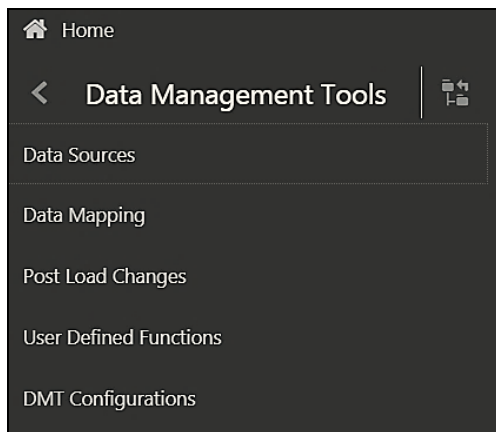 Home
Data Management Tools
Data Sources
Data Mapping
Post Load Changes
User Defined Functions
DMT Configurations